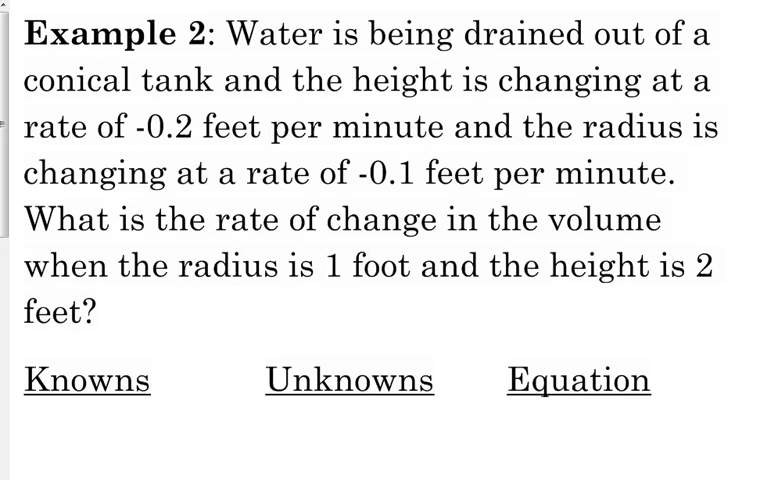 Example 2: Water is being drained out of a
conical tank and the height is changing at a
rate of -0.2 feet per minute and the radius is
changing at a rate of -0.1 feet per minute.
What is the rate of change in the volume
when the radius is 1 foot and the height is 2
feet?
Knowns Unknowns Equation